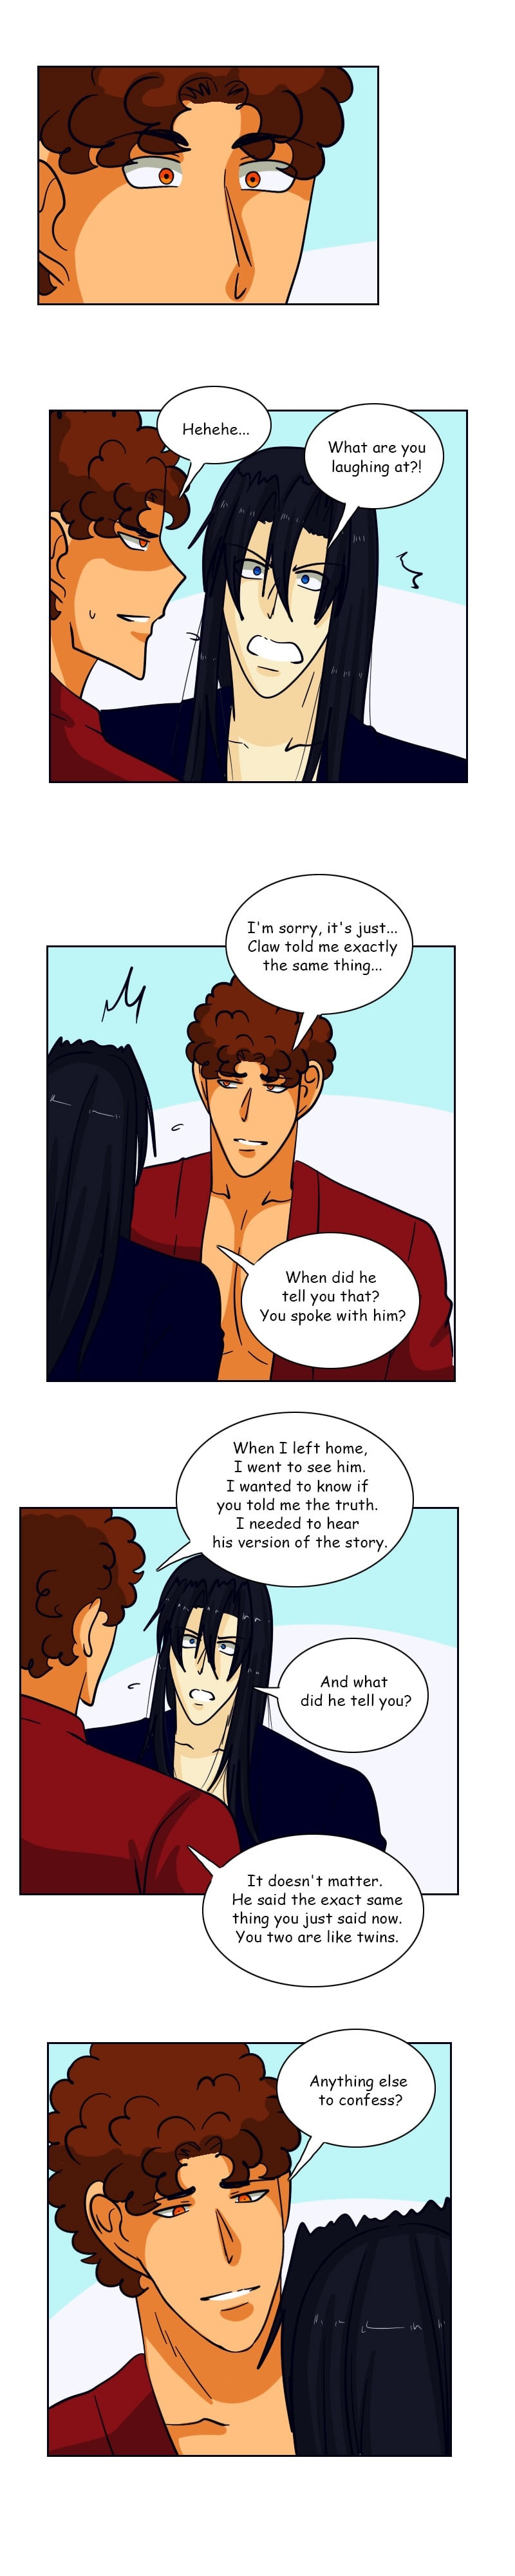 Hehehe...
What are you
laughing at?!
I'm sorry, it's just...
Claw told me exactly
the same thing...
When did he
tell you that?
You spoke with him?
When I left home,
I went to see him.
I wanted to know if
you told me the truth.
I needed to hear
his version of the story.
And what
did he tell you?
It doesn't matter.
He said the exact same
thing you just said now.
You two are like twins.
Anything else
to confess?